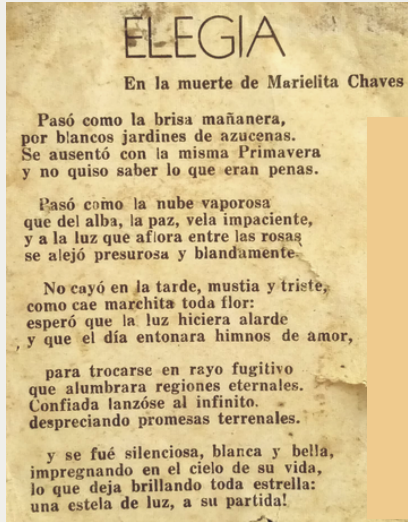 ELEGIA
En la muerte de Marielita Chaves
Pasó como la brisa mañanera,
por blancos jardines de azucenas.
Se ausentó con la misma Primavera
y no quiso saber lo que eran penas.
Pasó como la nube vaporosa
que del alba, la paz, vela impaciente,
y a la luz que aflora entre las rosas
se alejó presurosa y blandamente.
No cayó en la tarde, mustia y triste,
como cae marchita toda flor:
esperó que la luz hiciera alarde
y que el día entonara himnos de amor,
para trocarse en rayo fugitivo
que alumbrara regiones eternales.
Confiada lanzóse al infinito.
despreciando promesas terrenales.
y se fué silenciosa, blanca y bella,
impregnando en el cielo de su vida,
lo que deja brillando toda estrella:
una estela de luz, a su partida!